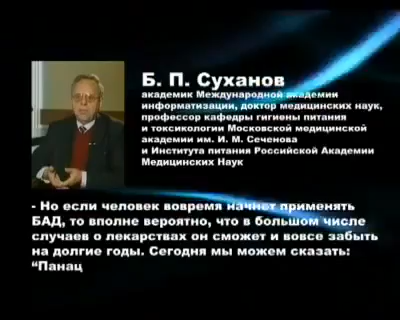 Б. П. Суханов
академик Международной академии
информатизации, доктор медицинских наук,
профессор кафедры гигиены питания
и токсикологии Московской медицинской
академии им. И. М. Сеченова
и Института питания Российской Академии
Медицинских Наук
- Но если человек вовремя начнет применять
БАД, то вполне вероятно, что в большом числе
случаев о лекарствах он сможет и вовсе забыть
на долгие годы. Сегодня мы можем сказать:
“Панац